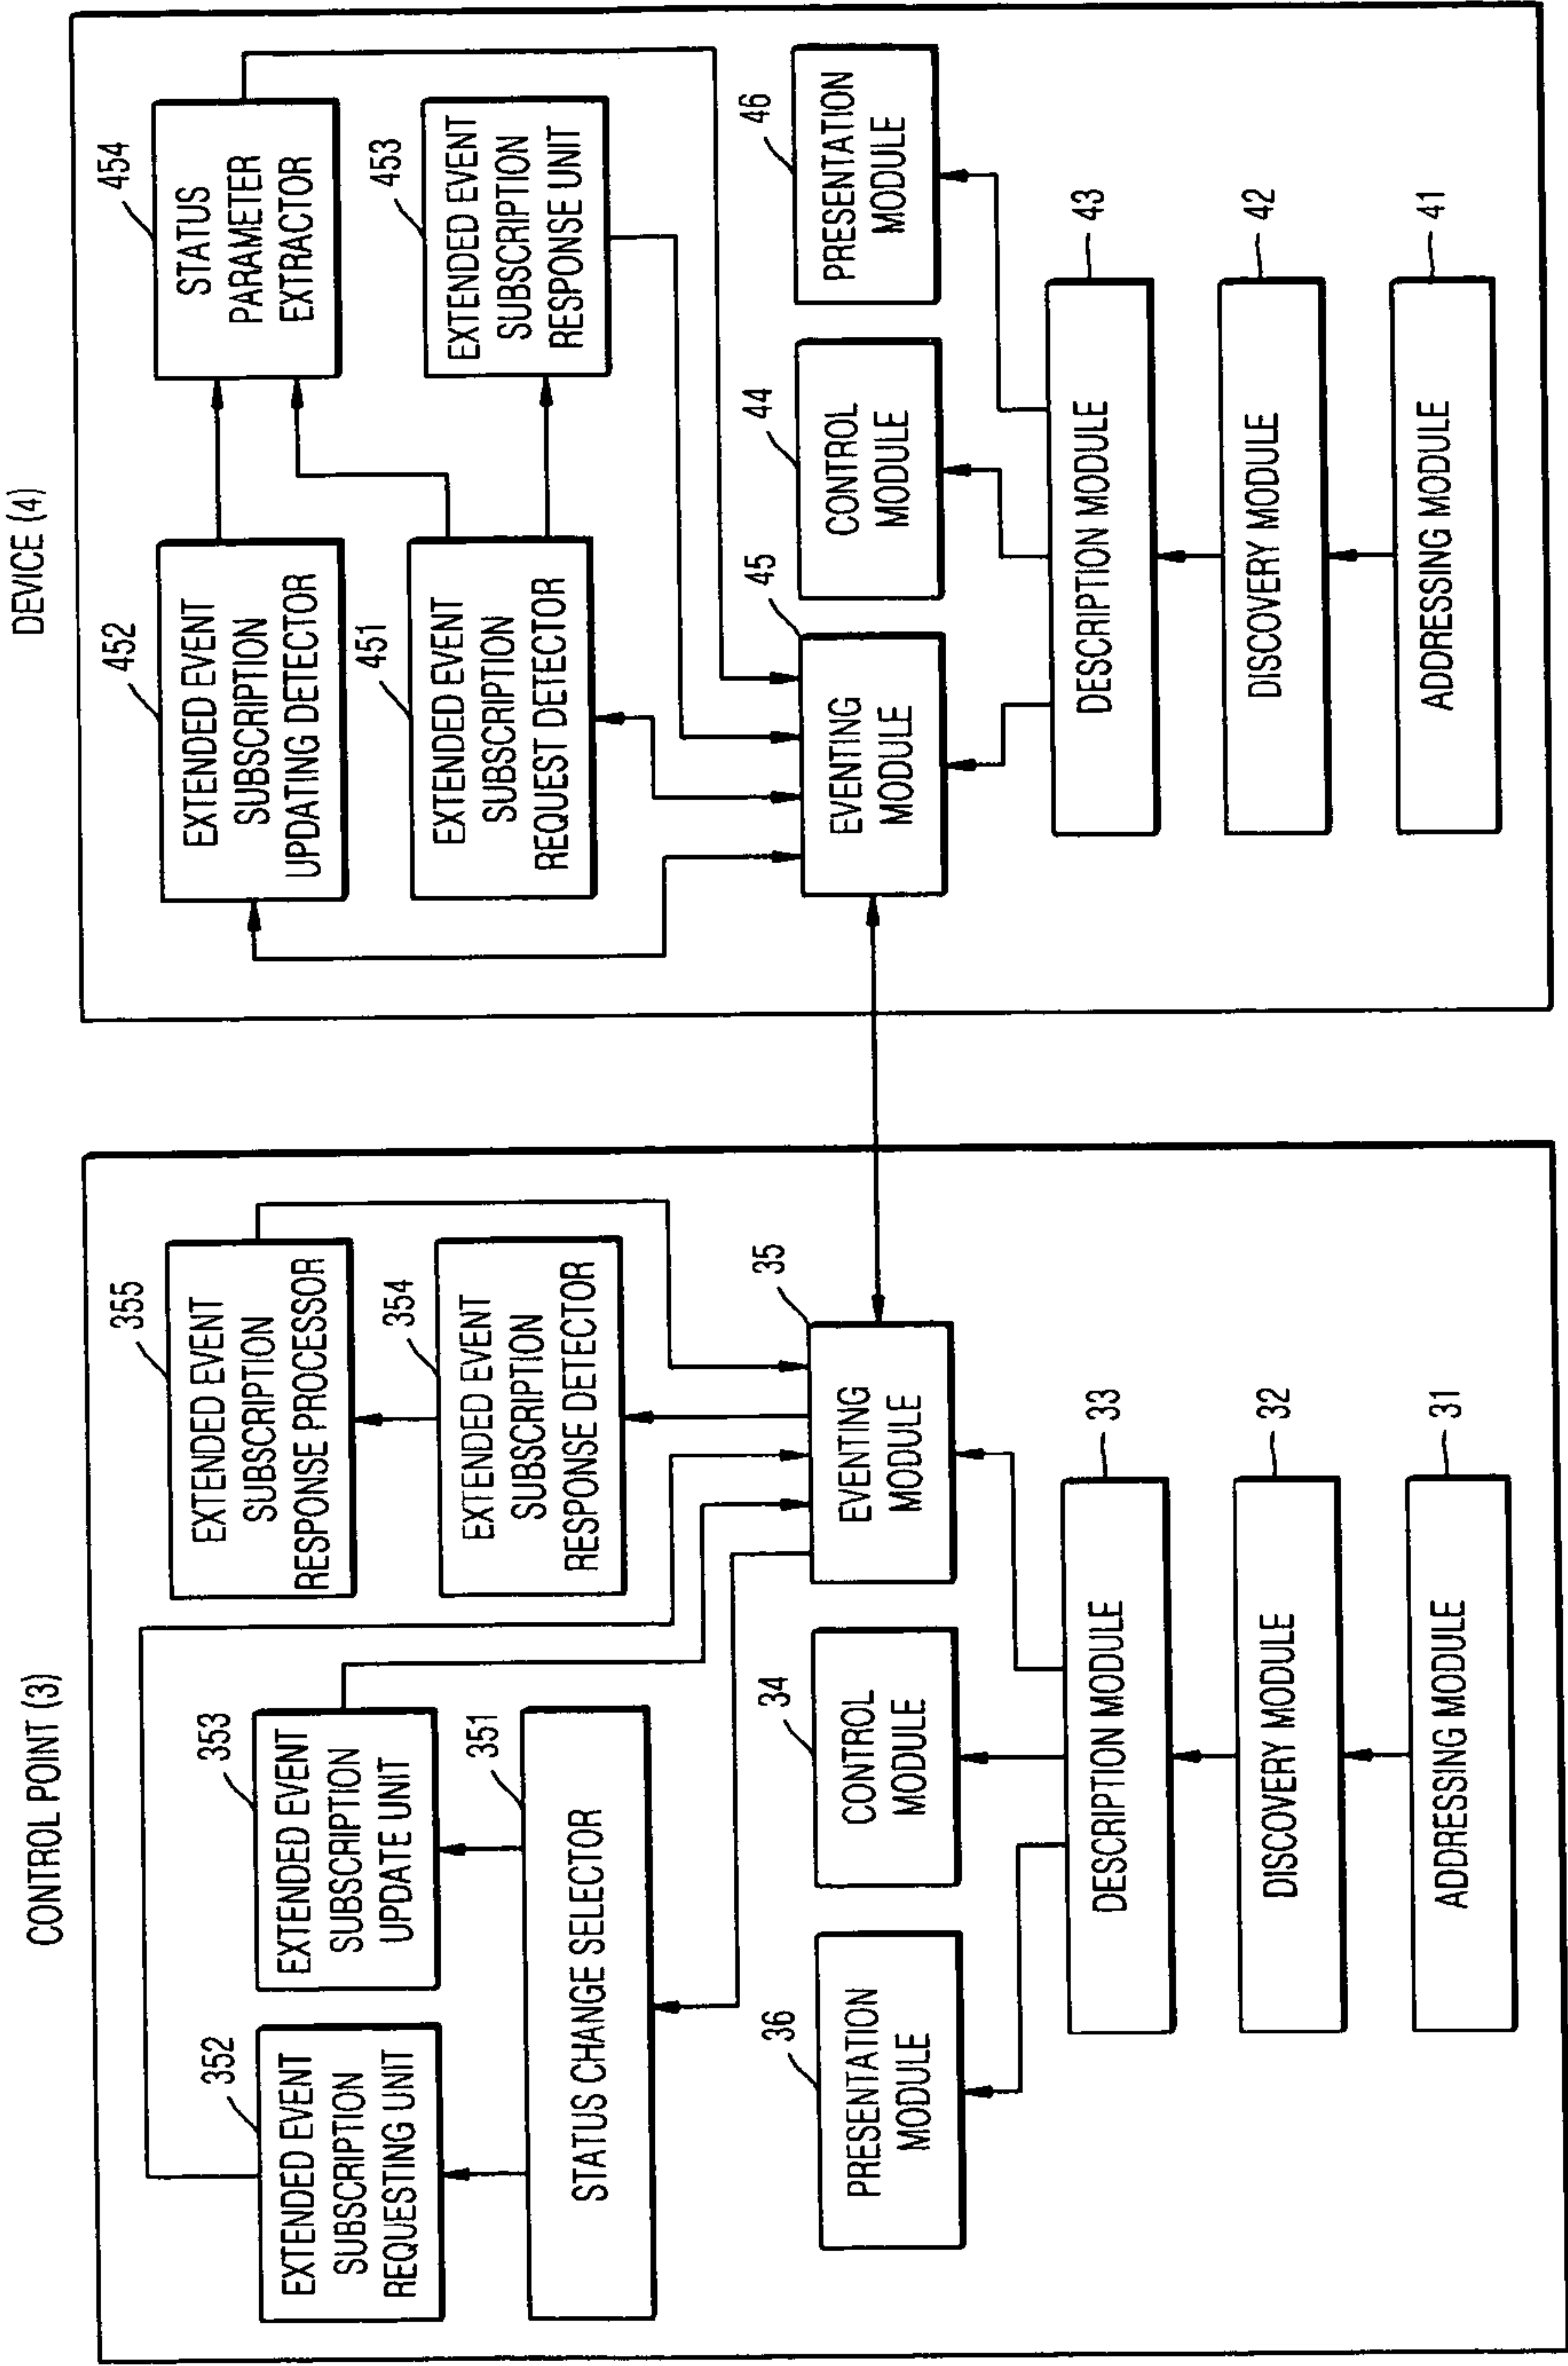 CONTROL POINT (3)
352
EXTENDED EVENT
SUBSCRIPTION
REQUESTING UNIT
353
EXTENDED EVENT
SUBSCRIPTION
UPDATE UNIT
351
STATUS CHANGE SELECTOR
355
EXTENDED EVENT
SUBSCRIPTION
RESPONSE PROCESSOR
354
EXTENDED EVENT
SUBSCRIPTION
RESPONSE DETECTOR
36
PRESENTATION
MODULE
34
CONTROL
MODULE
35
EVENTING
MODULE
DESCRIPTION MODULE
33
DISCOVERY MODULE
32
ADDRESSING MODULE
31
DEVICE (4)
452
EXTENDED EVENT
SUBSCRIPTION
UPDATING DETECTOR
454
STATUS
PARAMETER
EXTRACTOR
451
EXTENDED EVENT
SUBSCRIPTION
REQUEST DETECTOR
453
EXTENDED EVENT
SUBSCRIPTION
RESPONSE UNIT
45
EVENTING
MODULE
44
CONTROL
MODULE
46
PRESENTATION
MODULE
DESCRIPTION MODULE
43
DISCOVERY MODULE
42
ADDRESSING MODULE
41